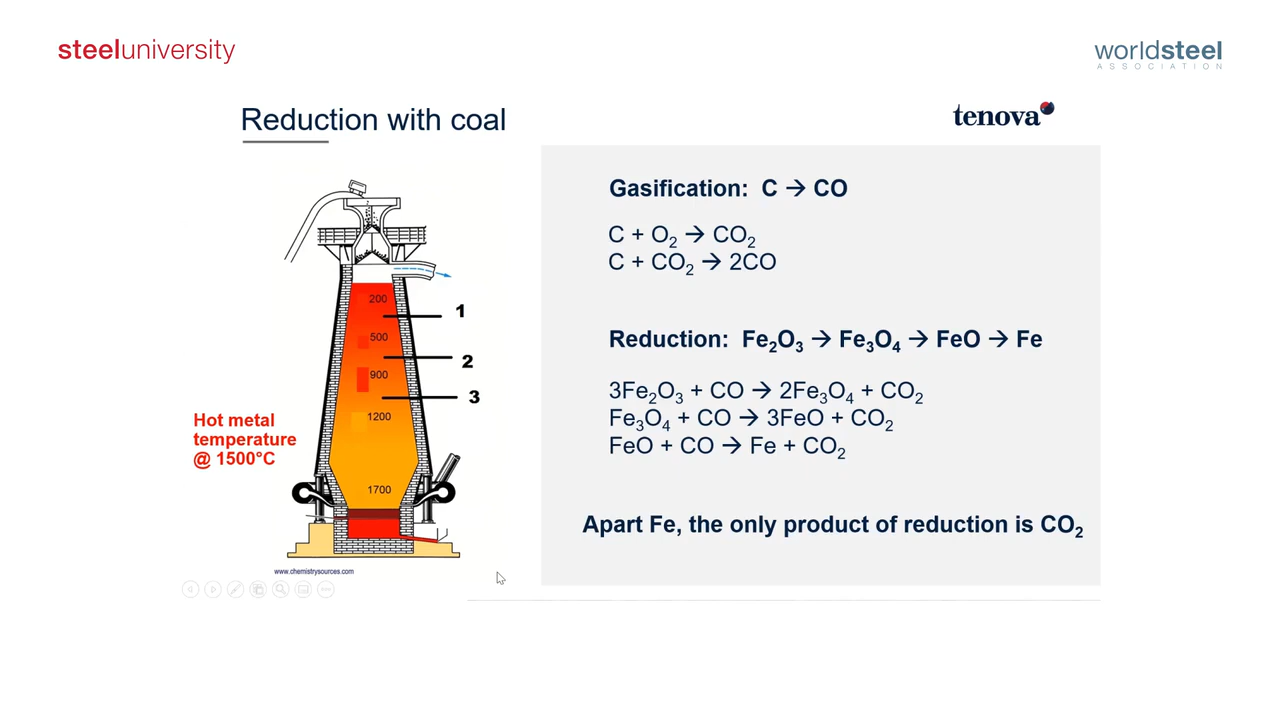 steeluniversity
worldsteel
ASSOCIATION
Reduction with coal
tenova
200
1
500
2
900
3
1200
Hot metal
temperature
@ 1500°C
1700
www.chemistrysources.com
Gasification: C → CO
C + O₂ → CO₂
C + CO₂ → 2CO
Reduction: Fe₂O₃ → Fe₃O₄ → FeO → Fe
3Fe₂O₃ + CO → 2Fe₃O₄ + CO₂
Fe₃O₄ + CO → 3FeO + CO₂
FeO + CO → Fe + CO₂
Apart Fe, the only product of reduction is CO₂